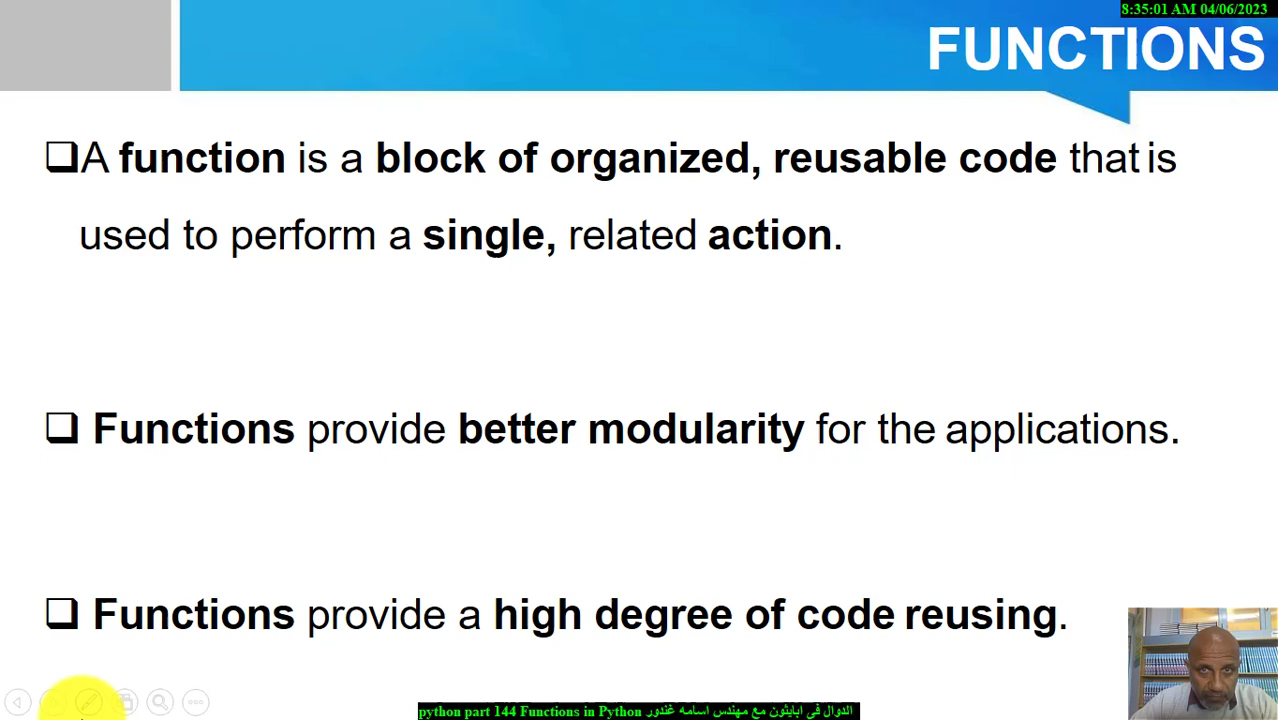 8:35:01 AM 04/06/2023
FUNCTIONS
❑A function is a block of organized, reusable code that is
used to perform a single, related action.
❑ Functions provide better modularity for the applications.
❑ Functions provide a high degree of code reusing.
python part 144 Functions in Python الدوال فى ابايثون مع مهندس اسامه غندور